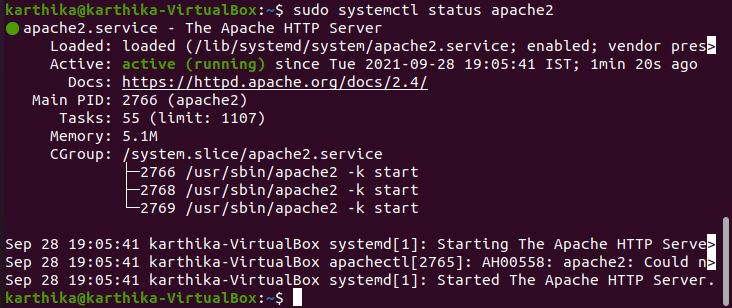 karthika@karthika-VirtualBox:~$ sudo systemctl status apache2
● apache2.service - The Apache HTTP Server
Loaded: loaded (/lib/systemd/system/apache2.service; enabled; vendor pres>
Active: active (running) since Tue 2021-09-28 19:05:41 IST; 1min 20s ago
Docs: https://httpd.apache.org/docs/2.4/
Main PID: 2766 (apache2)
Tasks: 55 (limit: 1107)
Memory: 5.1M
CGroup: /system.slice/apache2.service
├─2766 /usr/sbin/apache2 -k start
├─2768 /usr/sbin/apache2 -k start
└─2769 /usr/sbin/apache2 -k start
Sep 28 19:05:41 karthika-VirtualBox systemd[1]: Starting The Apache HTTP Serve>
Sep 28 19:05:41 karthika-VirtualBox apachectl[2765]: AH00558: apache2: Could n>
Sep 28 19:05:41 karthika-VirtualBox systemd[1]: Started The Apache HTTP Server.
karthika@karthika-VirtualBox:~$